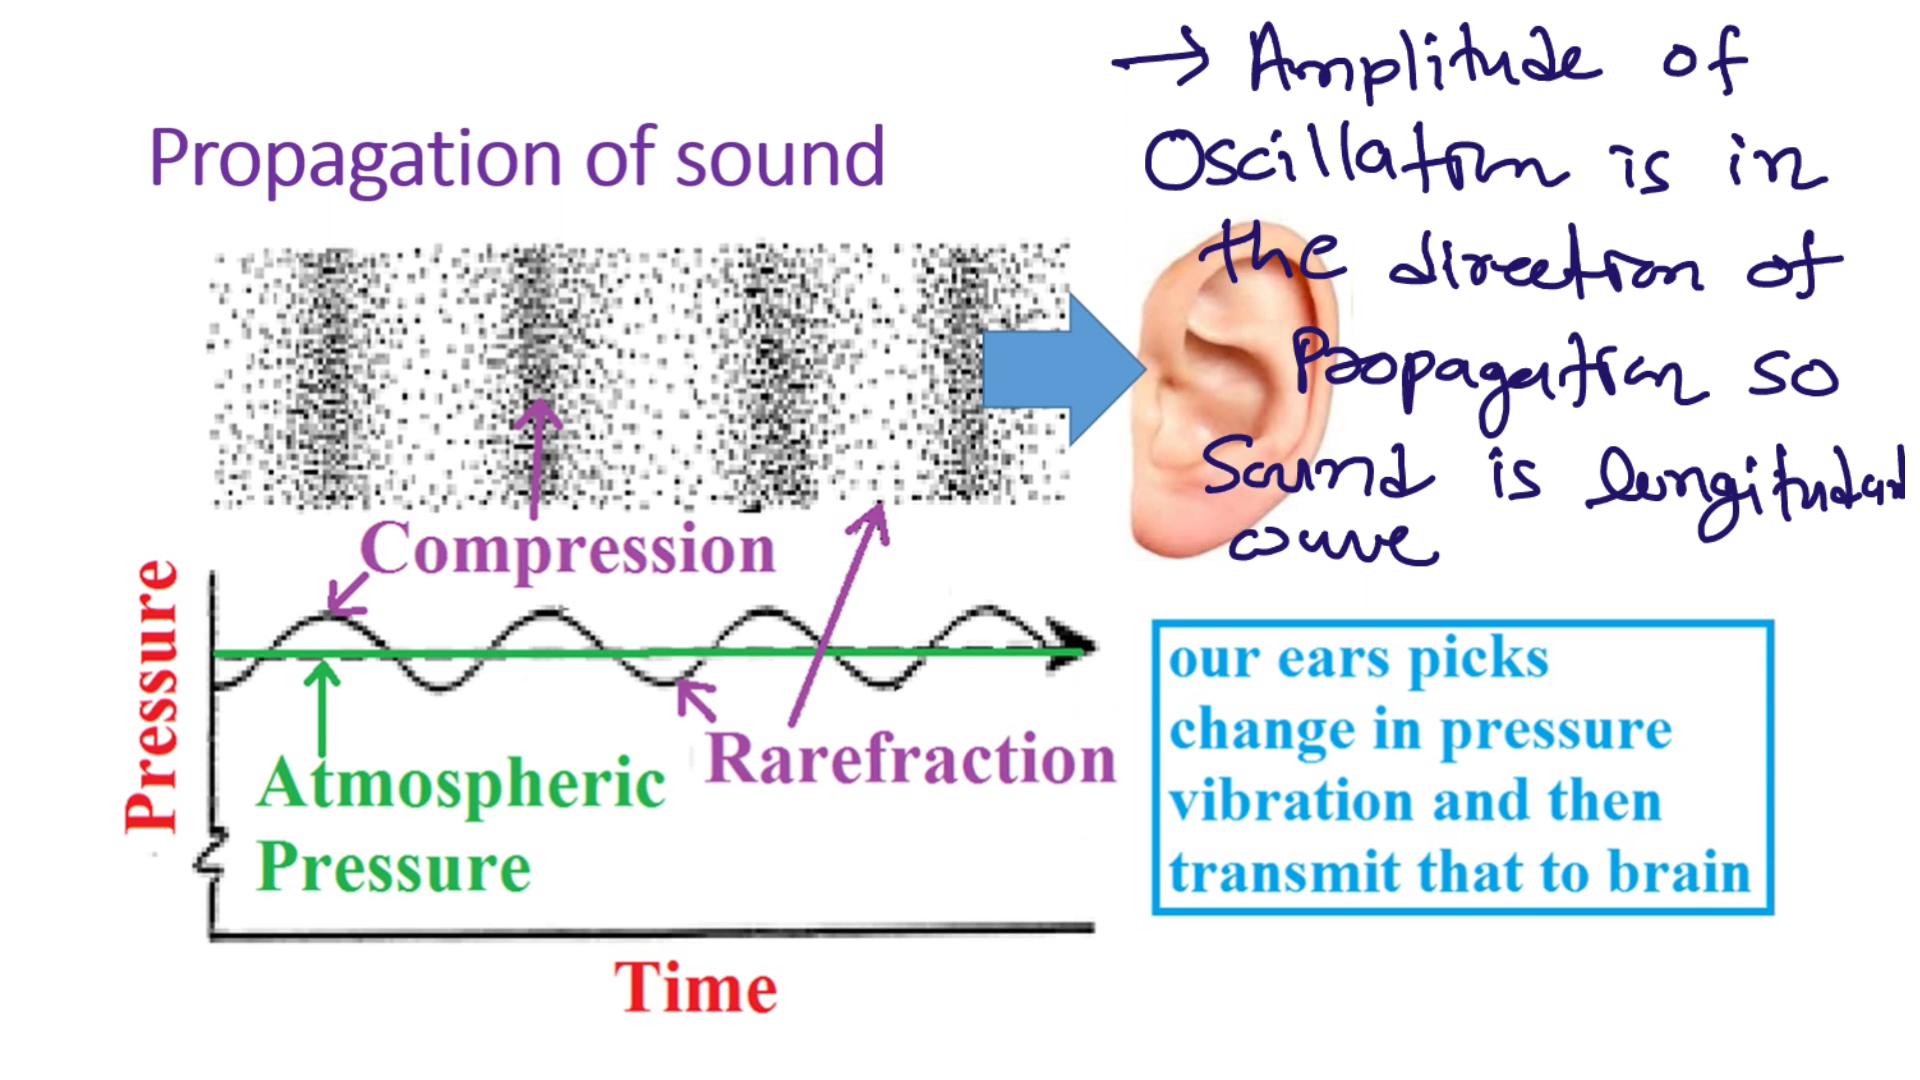 → Amplitude of
Oscillation is in
the direction of
Propagation so
Sound is longitudinal
wave
Propagation of sound
Compression
Pressure
Atmospheric
Pressure
Rarefraction
Time
our ears picks
change in pressure
vibration and then
transmit that to brain